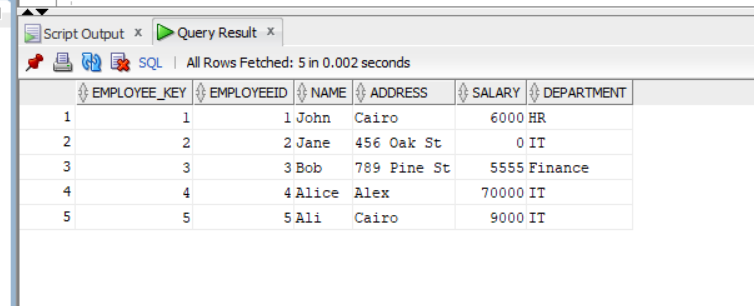 Script Output x Query Result x
SQL | All Rows Fetched: 5 in 0.002 seconds
EMPLOYEE_KEY EMPLOYEEID NAME ADDRESS SALARY DEPARTMENT
1 1 1 John Cairo 6000 HR
2 2 2 Jane 456 Oak St 0 IT
3 3 3 Bob 789 Pine St 5555 Finance
4 4 4 Alice Alex 70000 IT
5 5 5 Ali Cairo 9000 IT